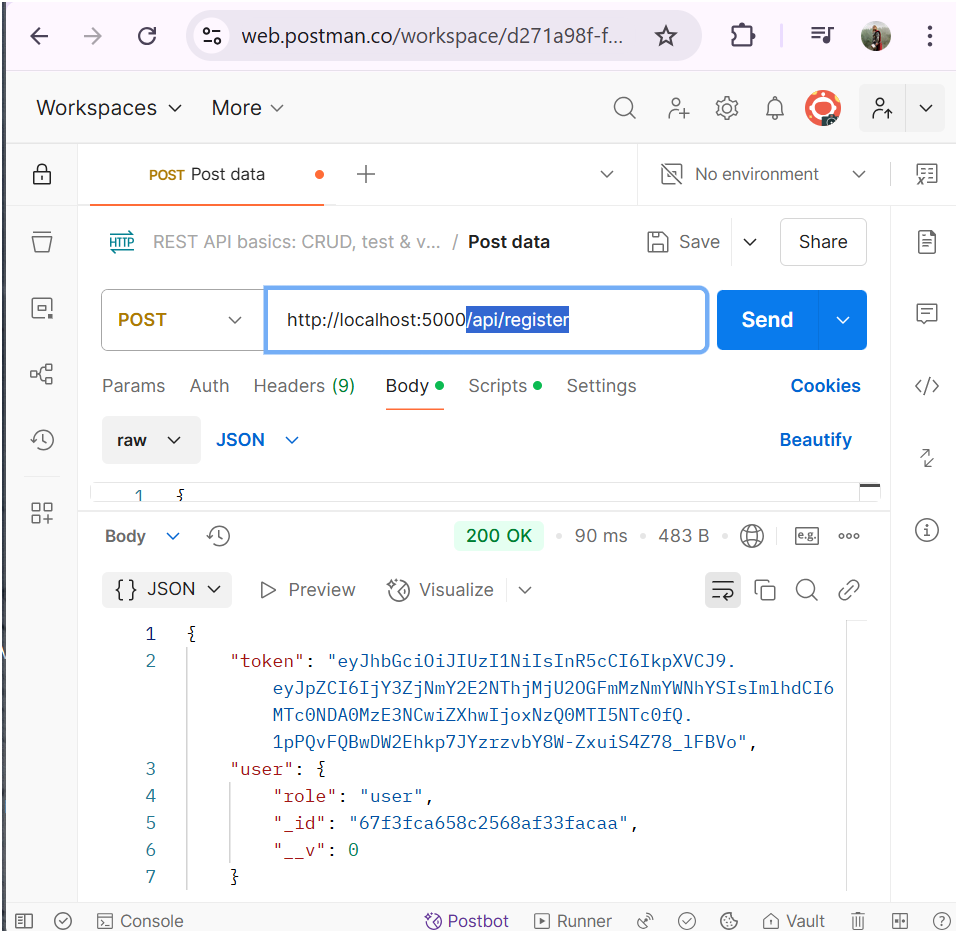 web.postman.co/workspace/d271a98f-f...
Workspaces More
POST Post data No environment
HTTP REST API basics: CRUD, test & v... / Post data Save Share
POST http://localhost:5000/api/register Send
Params Auth Headers (9) Body Scripts Settings Cookies
raw JSON Beautify
1 {
Body 200 OK 90 ms 483 B e.g.
{} JSON Preview Visualize
1 {
2 "token": "eyJhbGciOiJIUzI1NiIsInR5cCI6IkpXVCJ9.
eyJpZCI6IjY3ZjNmY2E2NThjMjU2OGFmMzNmYWNhYSIsImlhdCI6
MTc0NDA0MzE3NCwiZXhwIjoxNzQ0MTI5NTc0fQ.
1pPQvFQBwDW2Ehkp7JYzrzvbY8W-ZxuiS4Z78_lFBVo",
3 "user": {
4 "role": "user",
5 "_id": "67f3fca658c2568af33facaa",
6 "__v": 0
7 }
Console Postbot Runner Vault